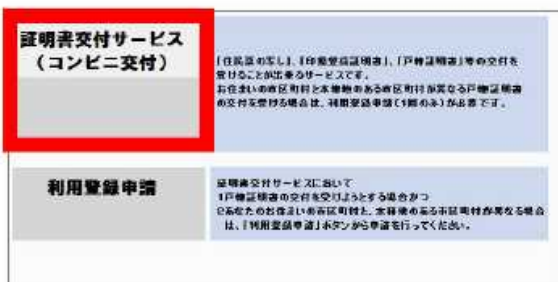 証明書交付サービス
（コンビニ交付）
「住民票の写し」、「印鑑登録証明書」、「戸籍証明書」等の交付を
受けることが出来るサービスです。
お住まいの市区町村と本籍地のある市区町村が異なる戸籍証明書
の交付を受ける場合は、利用登録申請（1回のみ）が必要です。
利用登録申請
証明書交付サービスにおいて
1戸籍証明書の交付を受けようとする場合かつ
2あなたのお住まいの市区町村と、本籍地のある市区町村が異なる場合
は、「利用登録申請」ボタンから申請を行ってください。